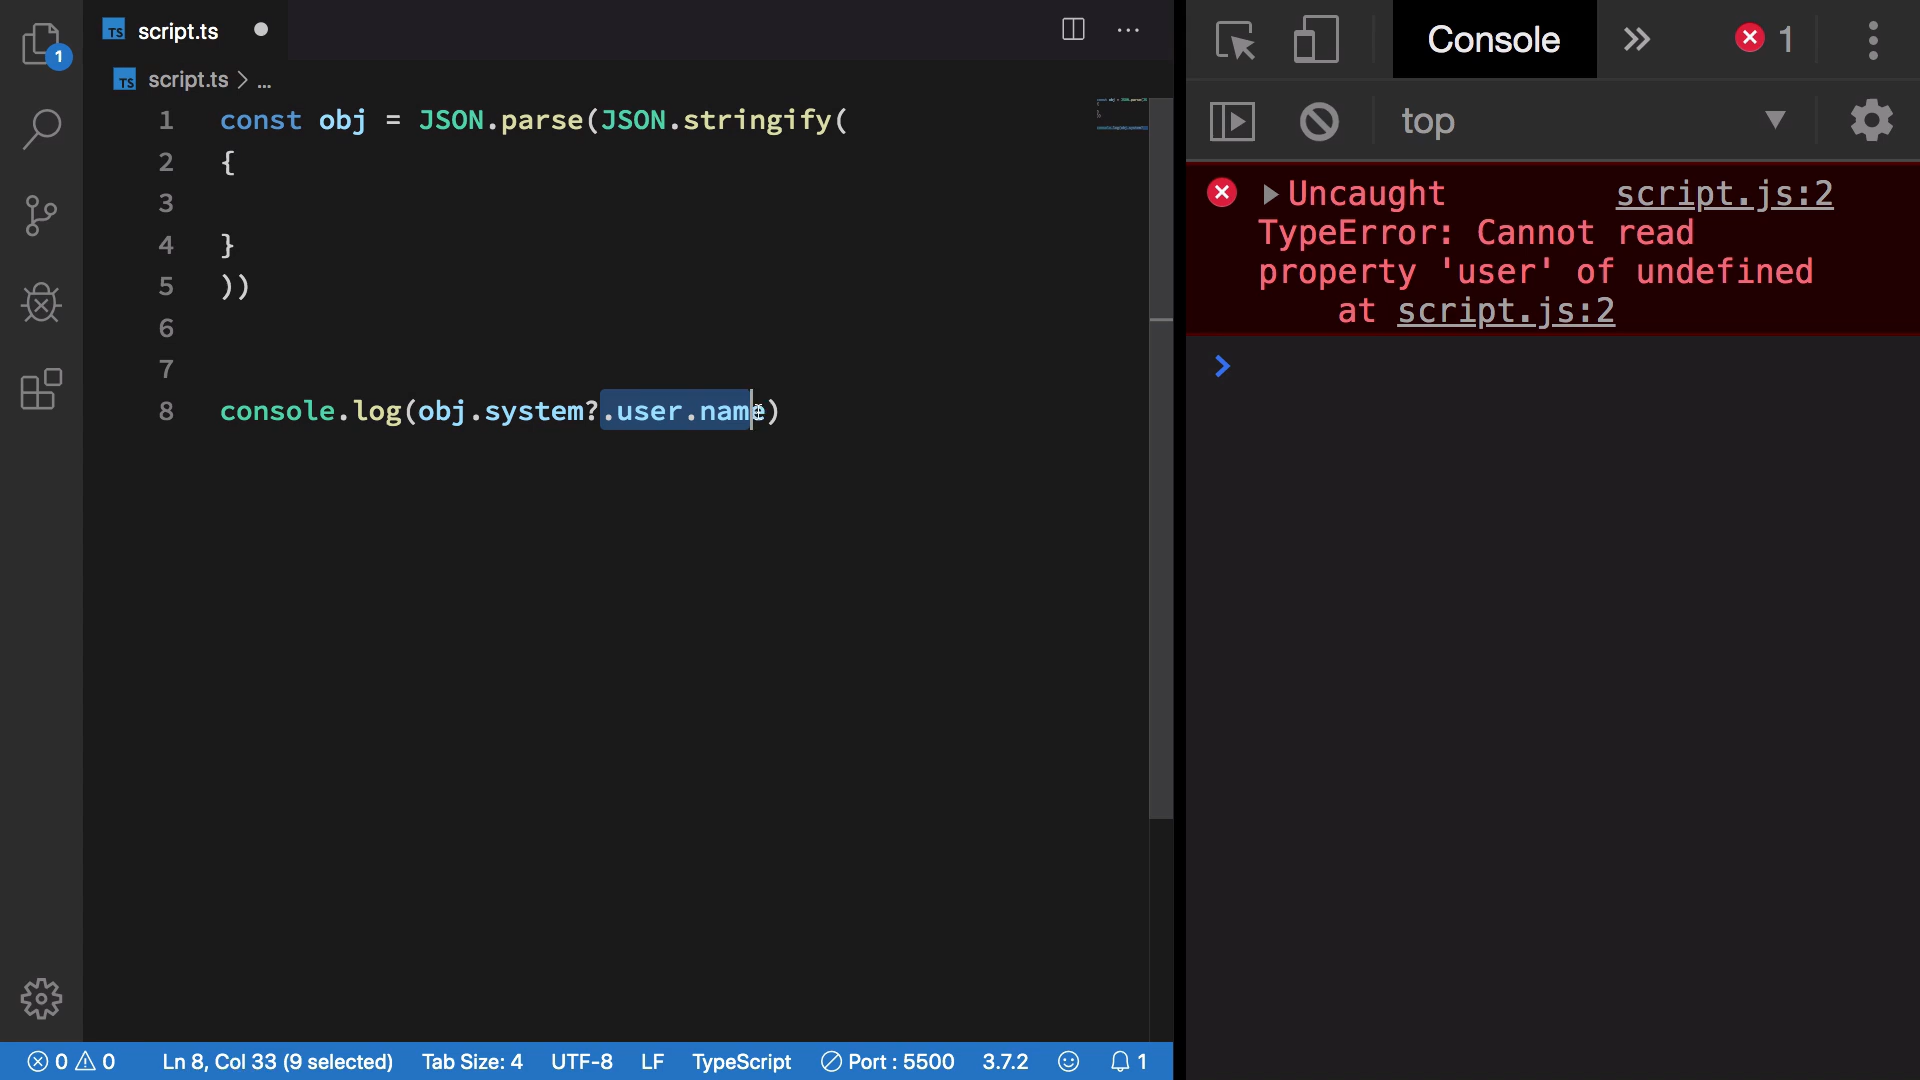 TS script.ts
TS script.ts > ...
1 const obj = JSON.parse(JSON.stringify(
2 {
3
4 }
5 ))
6
7
8 console.log(obj.system?.user.name)
1
Console
1
top
Uncaught script.js:2
TypeError: Cannot read
property 'user' of undefined
at script.js:2
0 0 Ln 8, Col 33 (9 selected) Tab Size: 4 UTF-8 LF TypeScript Port : 5500 3.7.2 1